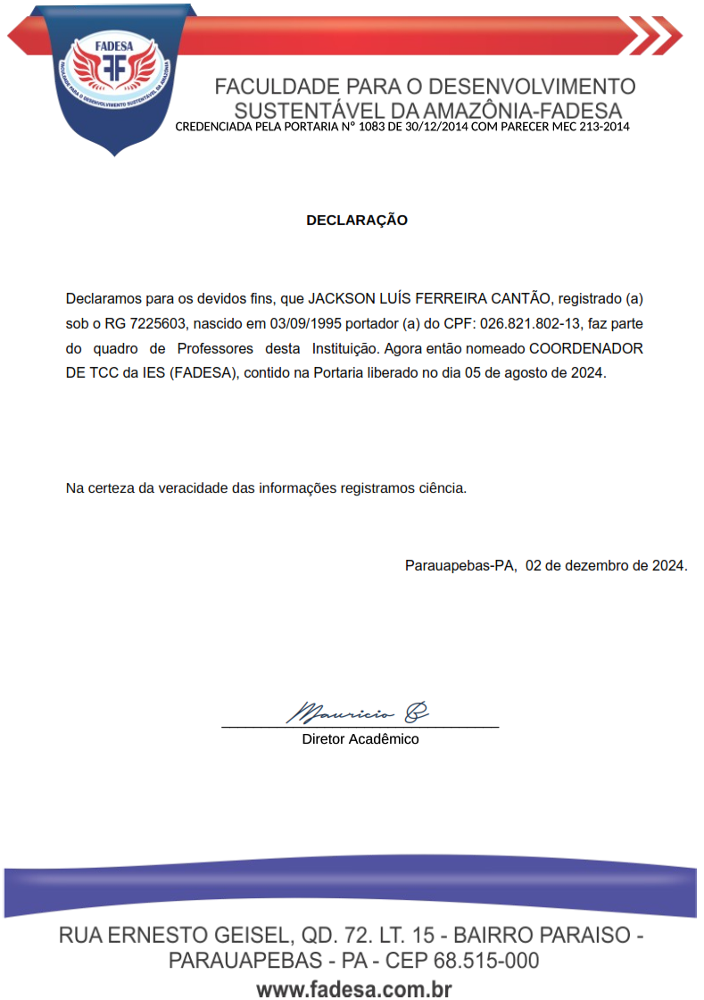 FADESA
FACULDADE PARA O DESENVOLVIMENTO SUSTENTÁVEL DA AMAZÔNIA
FACULDADE PARA O DESENVOLVIMENTO
SUSTENTÁVEL DA AMAZÔNIA-FADESA
CREDENCIADA PELA PORTARIA Nº 1083 DE 30/12/2014 COM PARECER MEC 213-2014
DECLARAÇÃO
Declaramos para os devidos fins, que JACKSON LUÍS FERREIRA CANTÃO, registrado (a)
sob o RG 7225603, nascido em 03/09/1995 portador (a) do CPF: 026.821.802-13, faz parte
do quadro de Professores desta Instituição. Agora então nomeado COORDENADOR
DE TCC da IES (FADESA), contido na Portaria liberado no dia 05 de agosto de 2024.
Na certeza da veracidade das informações registramos ciência.
Parauapebas-PA, 02 de dezembro de 2024.
Mauricio B
Diretor Acadêmico
RUA ERNESTO GEISEL, QD. 72. LT. 15 - BAIRRO PARAISO -
PARAUAPEBAS - PA - CEP 68.515-000
www.fadesa.com.br